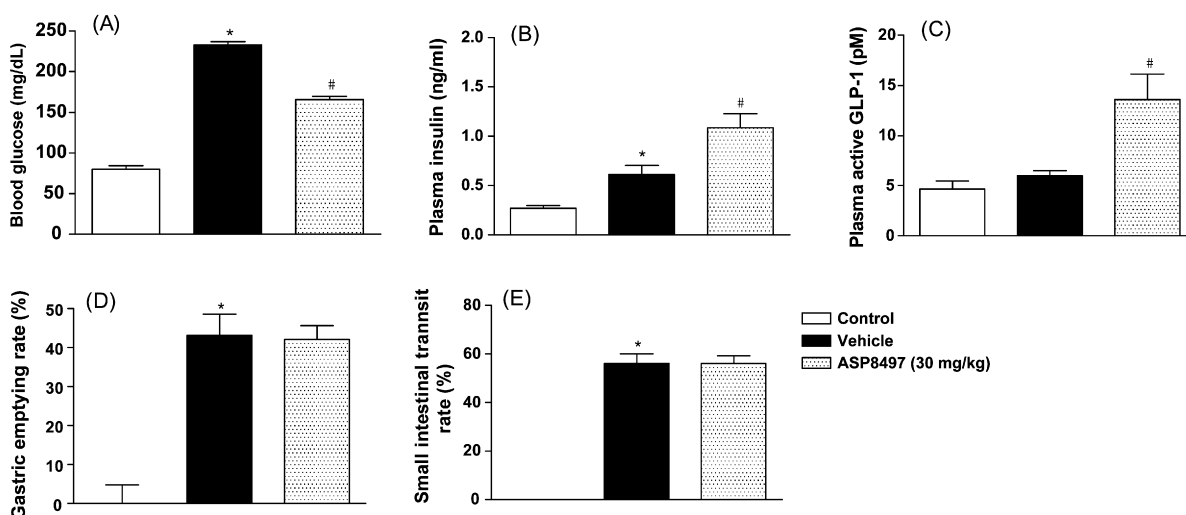 (A)
Blood glucose (mg/dL)
250
200
150
100
50
0
*
#
(B)
Plasma insulin (ng/ml)
2.0
1.5
1.0
0.5
0.0
*
#
(C)
Plasma active GLP-1 (pM)
20
15
10
5
0
#
(D)
Gastric emptying rate (%)
50
40
30
20
10
0
*
(E)
Small intestinal trannsit
rate (%)
80
60
40
20
0
*
Control
Vehicle
ASP8497 (30 mg/kg)